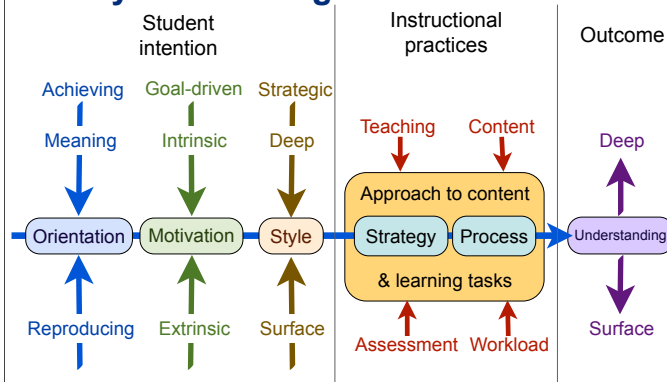 Student
intention
Instructional
practices
Outcome
Achieving
Goal-driven
Strategic
Meaning
Intrinsic
Deep
Teaching
Content
Deep
Approach to content
Orientation
Motivation
Style
Strategy
Process
Understanding
& learning tasks
Reproducing
Extrinsic
Surface
Assessment
Workload
Surface